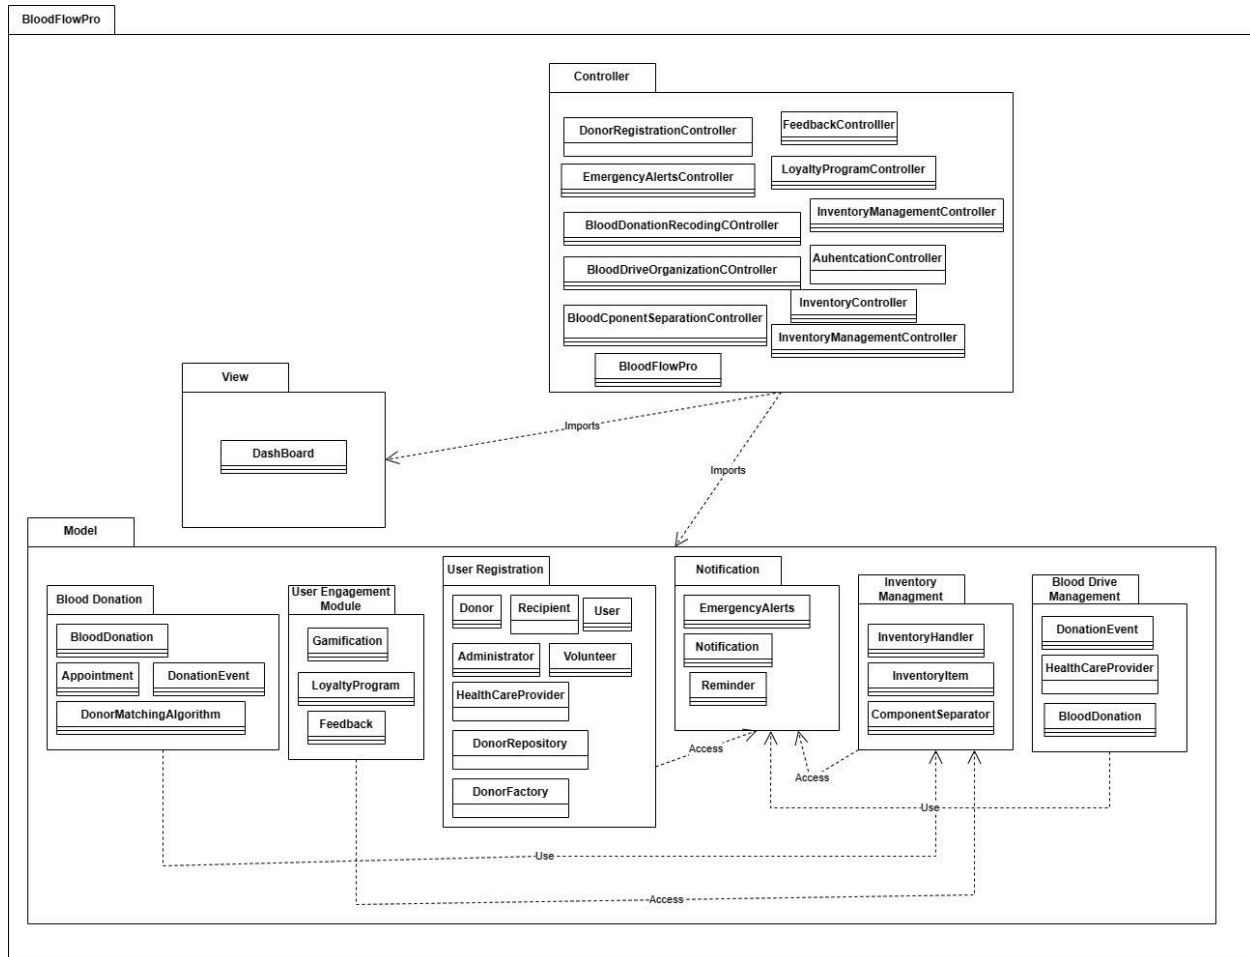 BloodFlowPro
Controller
DonorRegistrationController
FeedbackControlller
EmergencyAlertsController
LoyaltyProgramController
BloodDonationRecodingCOntroller
InventoryManagementController
BloodDriveOrganizationCOntroller
AuhentcationController
InventoryController
BloodCponentSeparationController
InventoryManagementController
BloodFlowPro
View
DashBoard
Imports
Imports
Model
Blood Donation
BloodDonation
Appointment
DonationEvent
DonorMatchingAlgorithm
User Engagement
Module
Gamification
LoyaltyProgram
Feedback
User Registration
Donor
Recipient
User
Administrator
Volunteer
HealthCareProvider
DonorRepository
DonorFactory
Notification
EmergencyAlerts
Notification
Reminder
Inventory
Managment
InventoryHandler
InventoryItem
ComponentSeparator
Blood Drive
Management
DonationEvent
HealthCareProvider
BloodDonation
Access
Access
Use
Use
Access